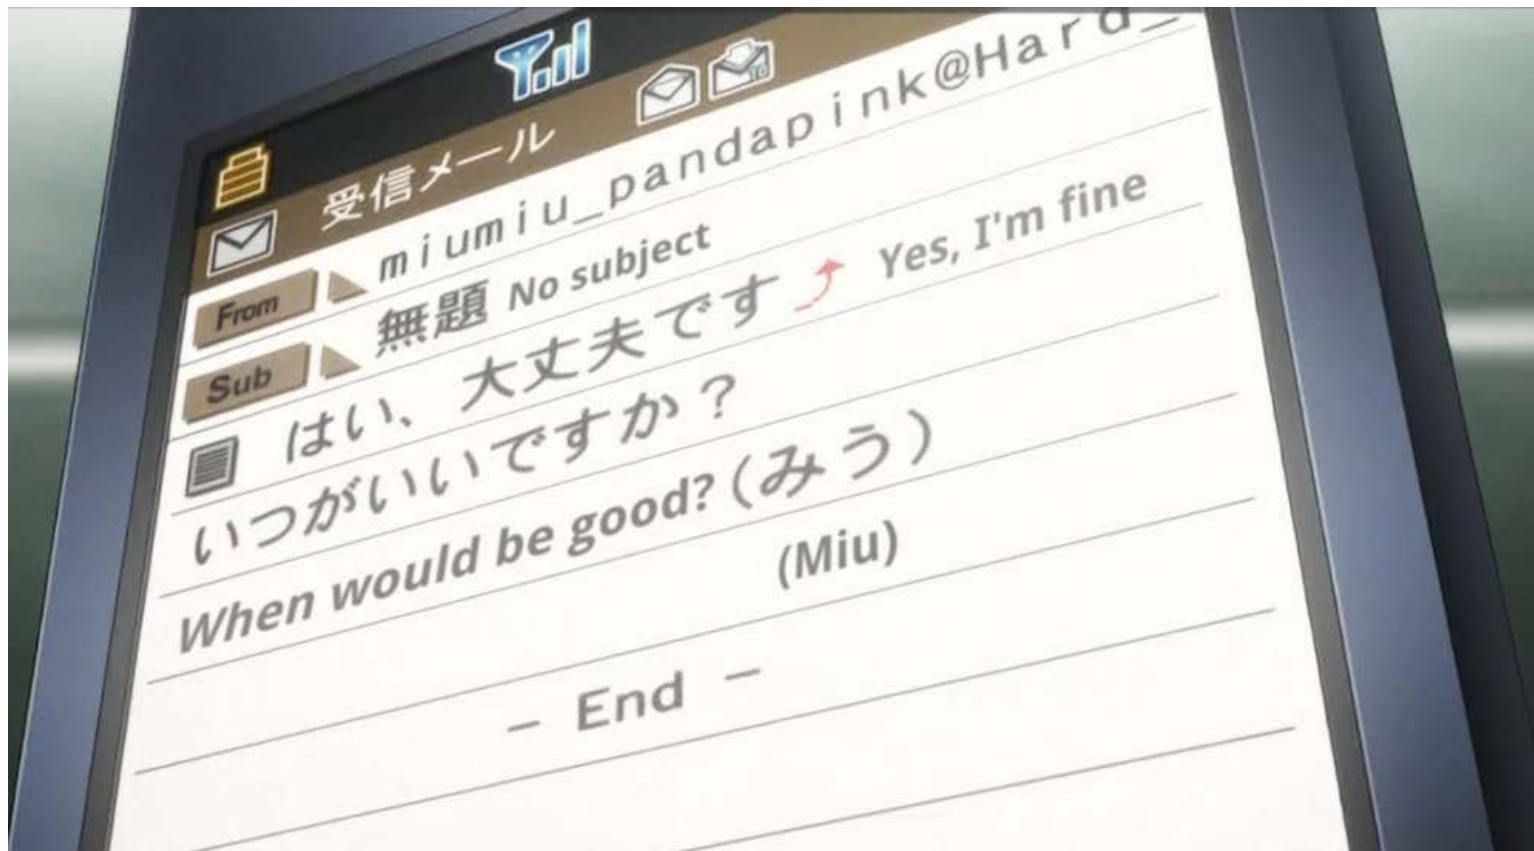 受信メール
From miumiu_pandapink@Hard_
Sub 無題 No subject
はい、大丈夫です Yes, I'm fine
いつがいいですか？
When would be good? (みう)
(Miu)
− End −